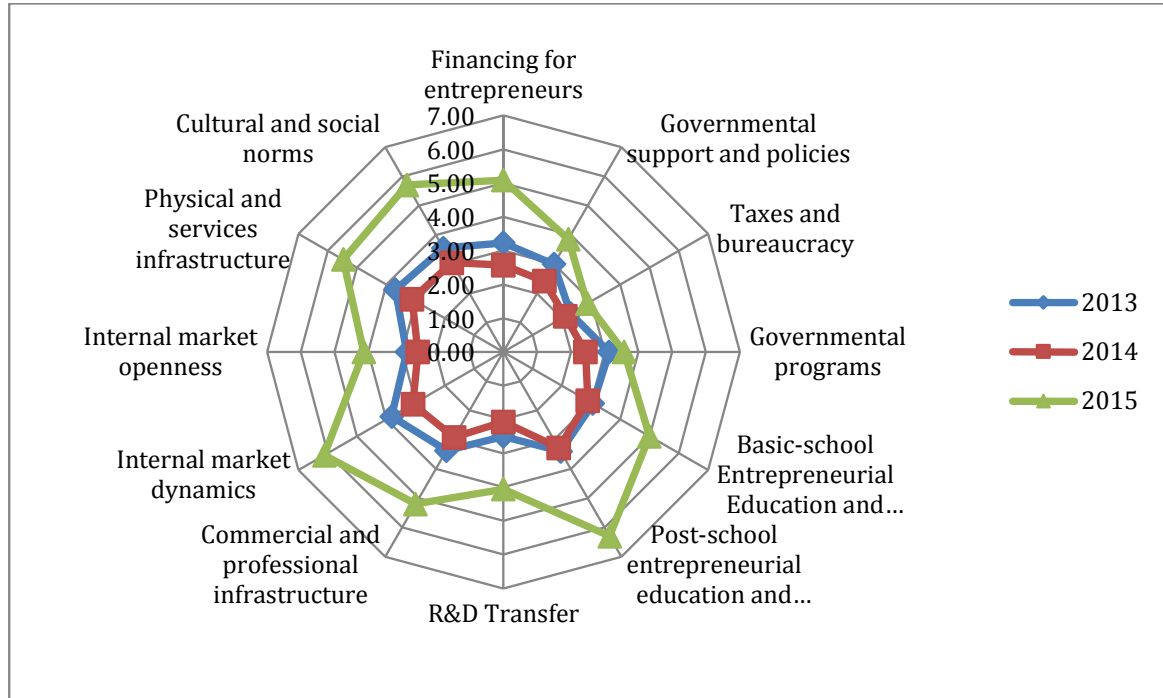 Financing for
entrepreneurs
Governmental
support and policies
Taxes and
bureaucracy
Governmental
programs
Basic-school
Entrepreneurial
Education and…
Post-school
entrepreneurial
education and…
R&D Transfer
Commercial and
professional
infrastructure
Internal market
dynamics
Internal market
openness
Physical and
services
infrastructure
Cultural and social
norms
7.00
6.00
5.00
4.00
3.00
2.00
1.00
0.00
2013
2014
2015